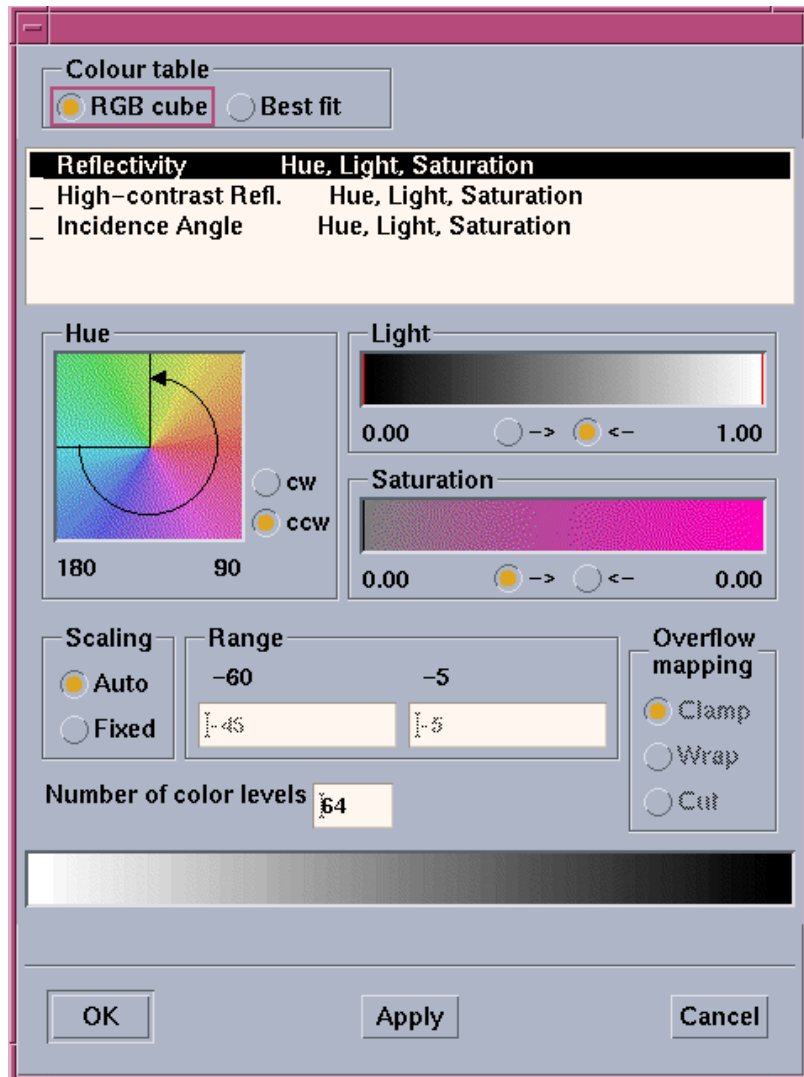 Colour table
RGB cube Best fit
_ Reflectivity Hue, Light, Saturation
_ High-contrast Refl. Hue, Light, Saturation
_ Incidence Angle Hue, Light, Saturation
Hue
cw
ccw
180 90
Light
0.00 -> <- 1.00
Saturation
0.00 -> <- 0.00
Scaling
Auto
Fixed
Range
-60 -5
-45 -5
Overflow
mapping
Clamp
Wrap
Cut
Number of color levels 64
OK Apply Cancel